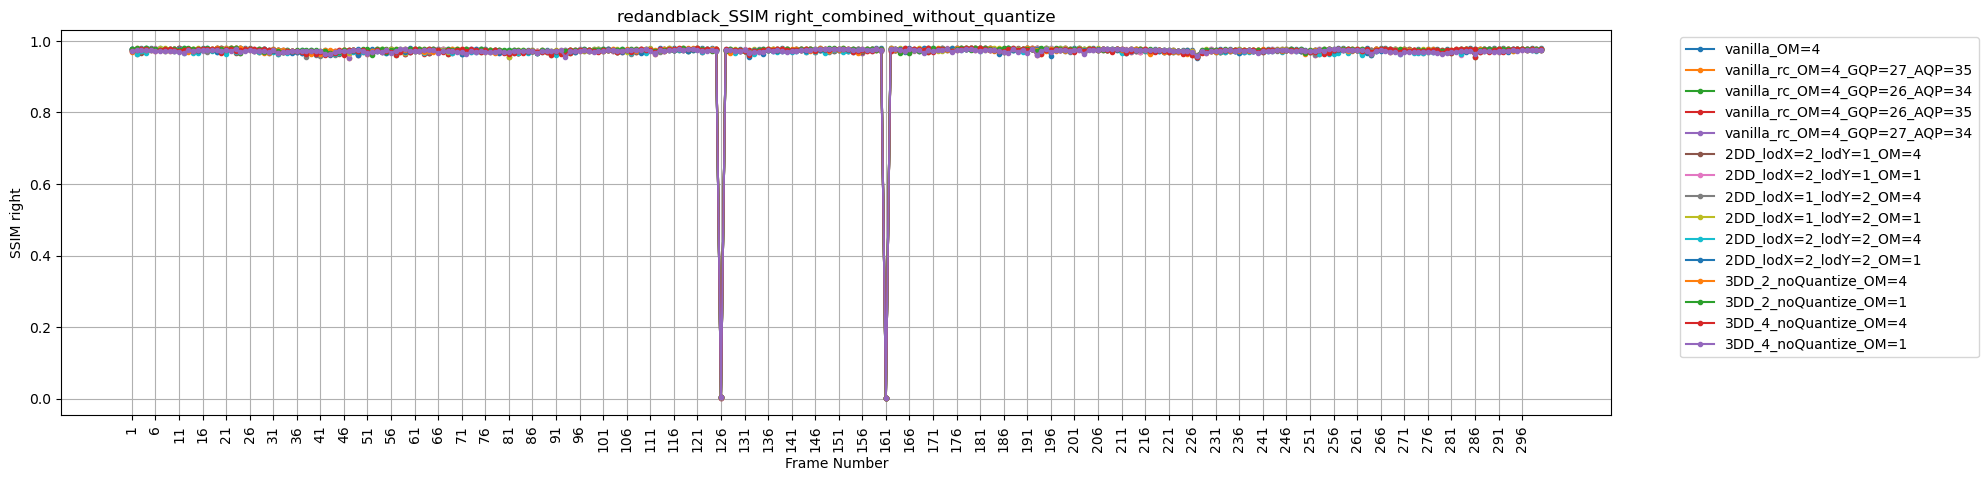 redandblack_SSIM right_combined_without_quantize
SSIM right
1.0
0.8
0.6
0.4
0.2
0.0
1 6 11 16 21 26 31 36 41 46 51 56 61 66 71 76 81 86 91 96 101 106 111 116 121 126 131 136 141 146 151 156 161 166 171 176 181 186 191 196 201 206 211 216 221 226 231 236 241 246 251 256 261 266 271 276 281 286 291 296
Frame Number
vanilla_OM=4
vanilla_rc_OM=4_GQP=27_AQP=35
vanilla_rc_OM=4_GQP=26_AQP=34
vanilla_rc_OM=4_GQP=26_AQP=35
vanilla_rc_OM=4_GQP=27_AQP=34
2DD_lodX=2_lodY=1_OM=4
2DD_lodX=2_lodY=1_OM=1
2DD_lodX=1_lodY=2_OM=4
2DD_lodX=1_lodY=2_OM=1
2DD_lodX=2_lodY=2_OM=4
2DD_lodX=2_lodY=2_OM=1
3DD_2_noQuantize_OM=4
3DD_2_noQuantize_OM=1
3DD_4_noQuantize_OM=4
3DD_4_noQuantize_OM=1